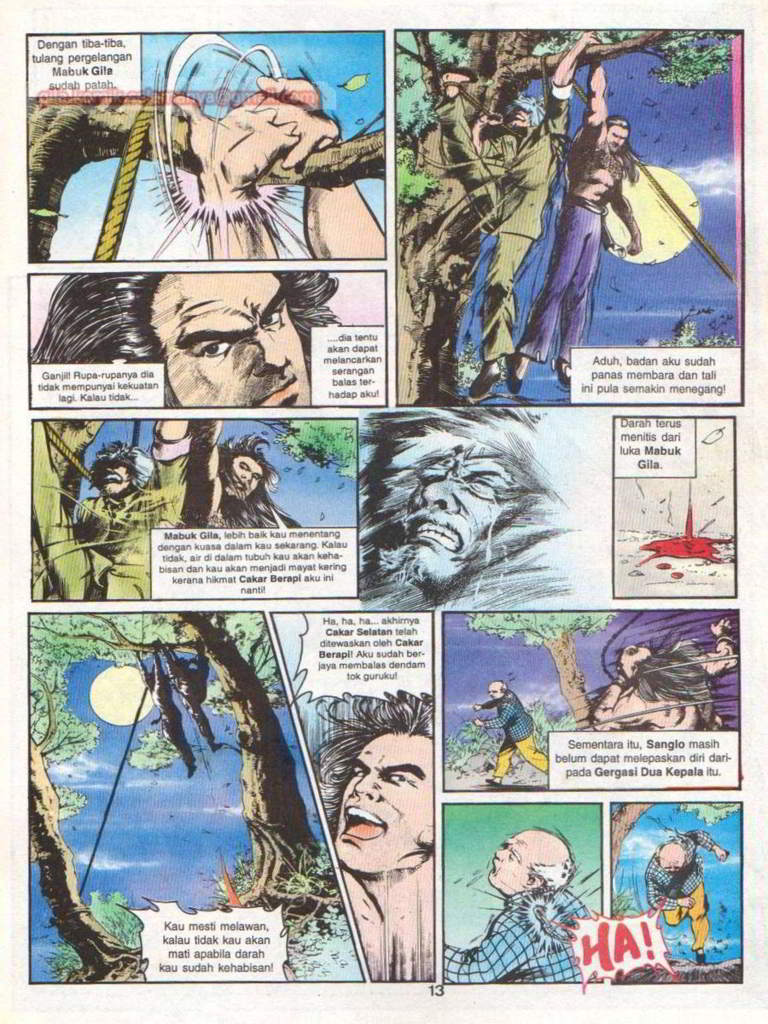 Dengan tiba-tiba,
tulang pergelangan
Mabuk Gila
sudah patah.
Aduh, badan aku sudah
panas membara dan tali
ini pula semakin menegang!
Ganjil! Rupa-rupanya dia
tidak mempunyai kekuatan
lagi. Kalau tidak...
....dia tentu
akan dapat
melancarkan
serangan
balas ter-
hadap aku!
Mabuk Gila, lebih baik kau menentang
dengan kuasa dalam kau sekarang. Kalau
tidak, air di dalam tubuh kau akan keha-
bisan dan kau akan menjadi mayat kering
kerana hikmat Cakar Berapi aku ini
nanti!
Darah terus
menitis dari
luka Mabuk
Gila.
Kau mesti melawan,
kalau tidak kau akan
mati apabila darah
kau sudah kehabisan!
Ha, ha, ha... akhirnya
Cakar Selatan telah
ditewaskan oleh Cakar
Berapi! Aku sudah ber-
jaya membalas dendam
tok guruku!
Sementara itu, Sanglo masih
belum dapat melepaskan diri dari-
pada Gergasi Dua Kepala itu.
HA!
13